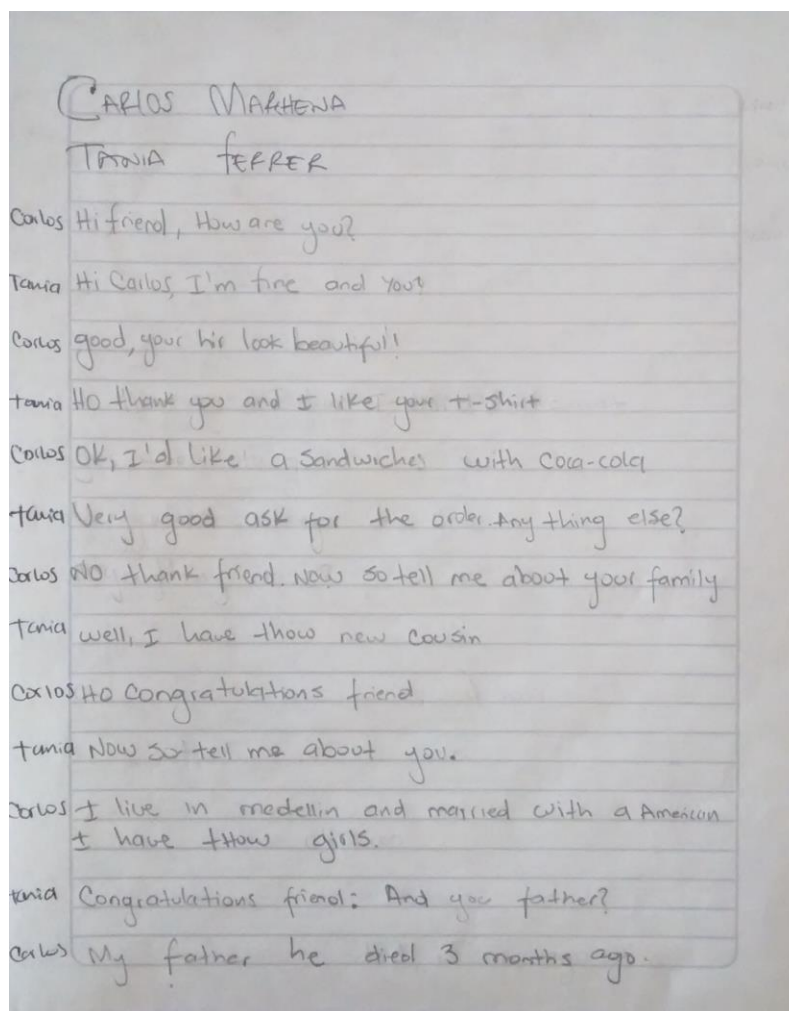 CARLOS MARHENA
TANIA fERRER
Carlos Hi friend, How are you?
Tania Hi Carlos, I'm fine and you?
Carlos good, your hir look beautiful!
tania HO thank you and I like your t-shirt
Carlos OK, I'd like a Sandwiches with Coca-cola
tania Very good ask for the order. Any thing else?
Carlos NO thank friend. Now so tell me about your family
Tania well, I have thow new cousin
Carlos HO Congratulations friend
tania Now so tell me about you.
Carlos I live in medellin and married with a American
I have tHow girls.
tania Congratulations friend: And you father?
Carlos My father he died 3 months ago.